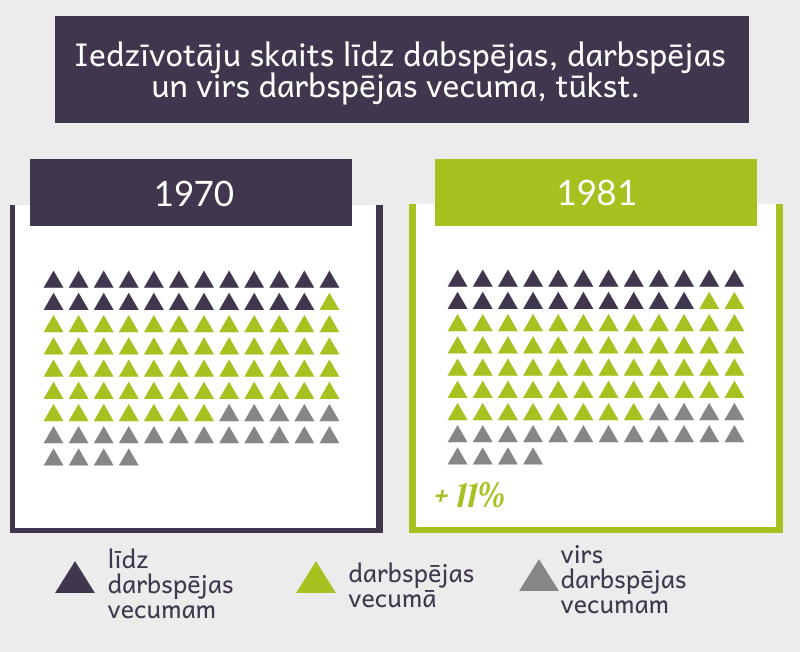 Iedzīvotāju skaits līdz dabspējas, darbspējas
un virs darbspējas vecuma, tūkst.
1970
1981
+ 11%
līdz
darbspējas
vecumam
darbspējas
vecumā
virs
darbspējas
vecumam